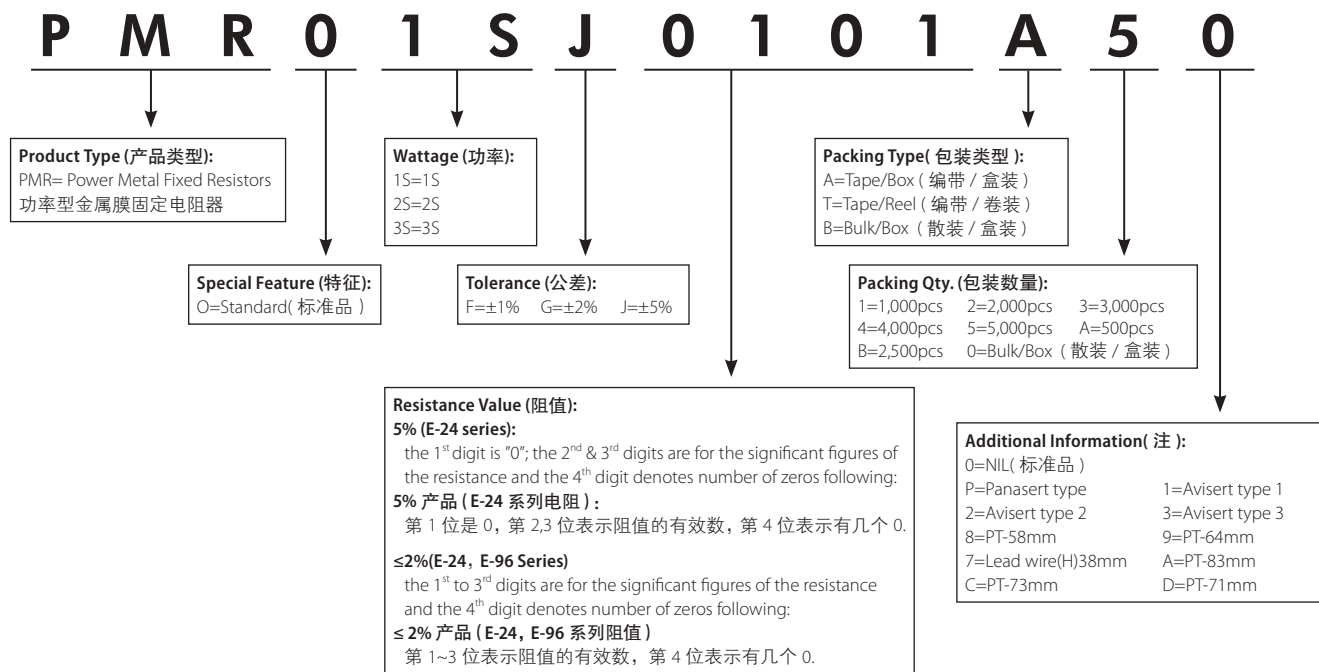 P M R 0 1 S J 0 1 0 1 A 5 0
Product Type (产品类型):
PMR= Power Metal Fixed Resistors
功率型金属膜固定电阻器
Wattage (功率):
1S=1S
2S=2S
3S=3S
Packing Type( 包装类型 ):
A=Tape/Box ( 编带 / 盒装 )
T=Tape/Reel ( 编带 / 卷装 )
B=Bulk/Box ( 散装 / 盒装 )
Special Feature (特征):
O=Standard( 标准品 )
Tolerance (公差):
F=±1% G=±2% J=±5%
Packing Qty. (包装数量):
1=1,000pcs 2=2,000pcs 3=3,000pcs
4=4,000pcs 5=5,000pcs A=500pcs
B=2,500pcs 0=Bulk/Box ( 散装 / 盒装 )
Resistance Value (阻值):
5% (E-24 series):
the 1st digit is "0"; the 2nd & 3rd digits are for the significant figures of
the resistance and the 4th digit denotes number of zeros following:
5% 产品 ( E-24 系列电阻 ) :
第 1 位是 0, 第 2,3 位表示阻值的有效数, 第 4 位表示有几个 0.
≤2%(E-24, E-96 Series)
the 1st to 3rd digits are for the significant figures of the resistance
and the 4th digit denotes number of zeros following:
≤ 2% 产品 ( E-24, E-96 系列阻值 )
第 1~3 位表示阻值的有效数, 第 4 位表示有几个 0.
Additional Information( 注 ):
0=NIL( 标准品 )
P=Panasert type 1=Avisert type 1
2=Avisert type 2 3=Avisert type 3
8=PT-58mm 9=PT-64mm
7=Lead wire(H)38mm A=PT-83mm
C=PT-73mm D=PT-71mm